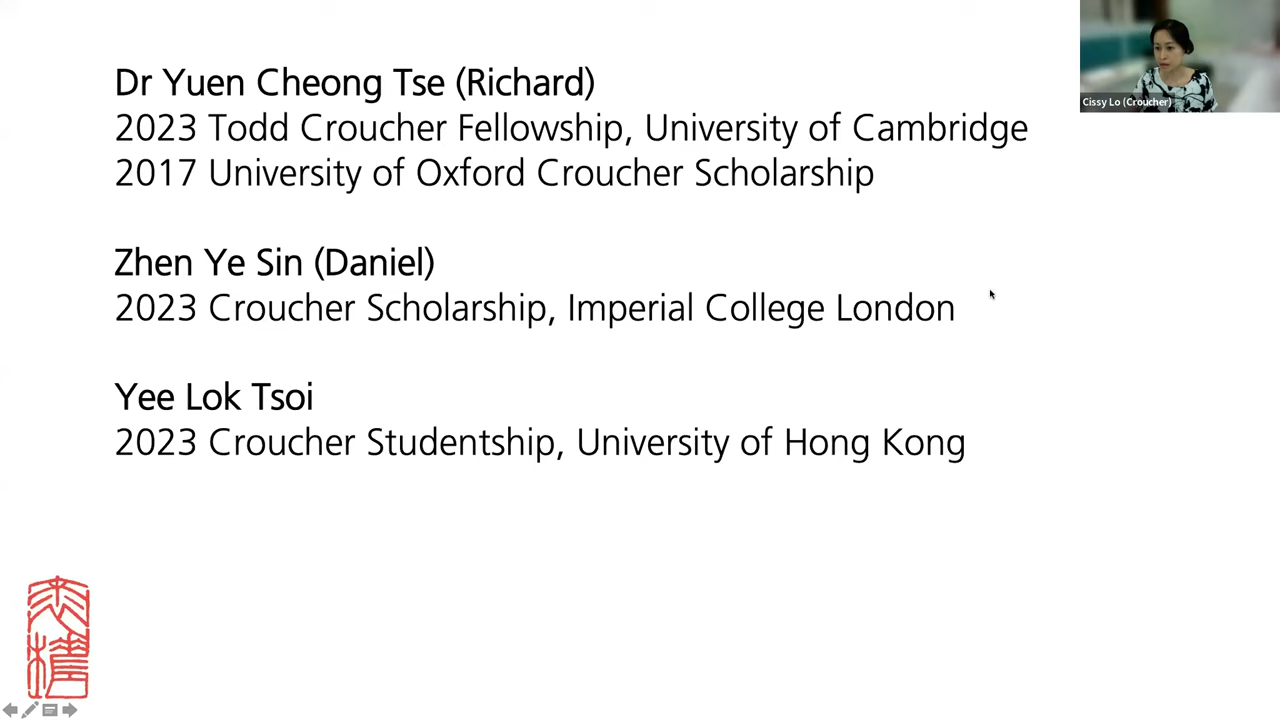 Dr Yuen Cheong Tse (Richard)
2023 Todd Croucher Fellowship, University of Cambridge
2017 University of Oxford Croucher Scholarship
Zhen Ye Sin (Daniel)
2023 Croucher Scholarship, Imperial College London
Yee Lok Tsoi
2023 Croucher Studentship, University of Hong Kong
Cissy Lo (Croucher)